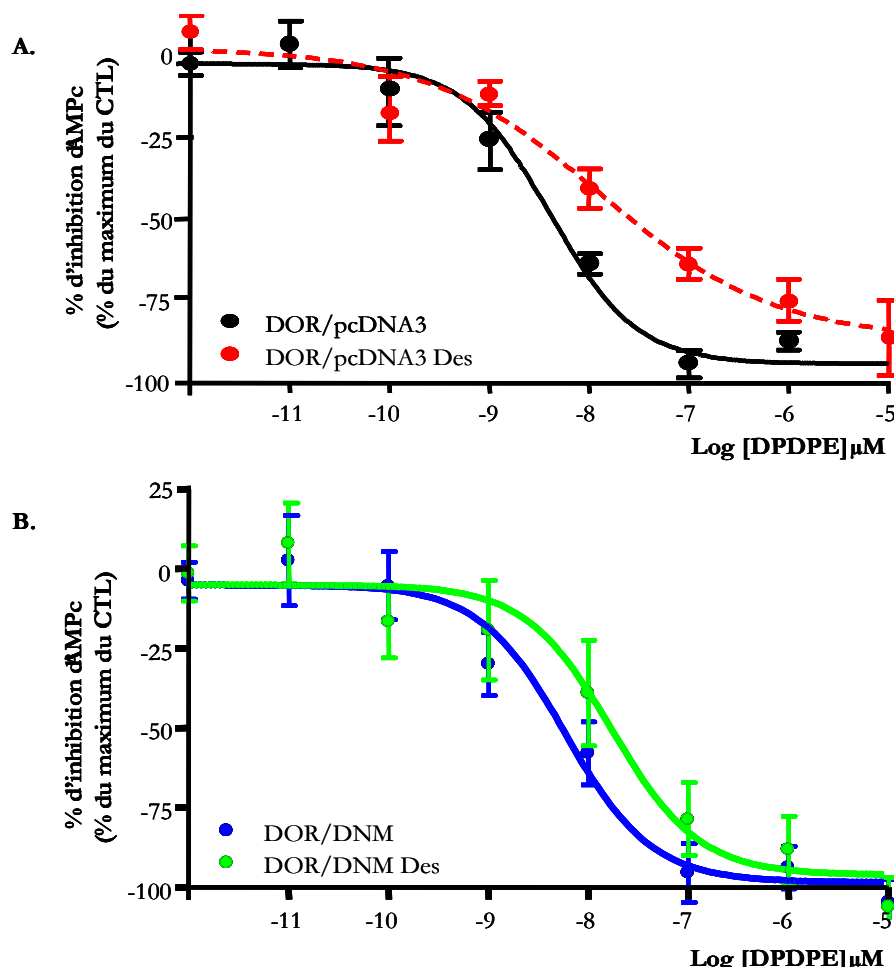 A.
% d'inhibition dAMPc
(% du maximum du CTL)
0
-25
-50
-75
-100
DOR/pcDNA3
DOR/pcDNA3 Des
-11
-10
-9
-8
-7
-6
-5
Log [DPDPE] µM
B.
% d'inhibition dAMPc
(% du maximum du CTL)
25
0
-25
-50
-75
-100
DOR/DNM
DOR/DNM Des
-11
-10
-9
-8
-7
-6
-5
Log [DPDPE] µM